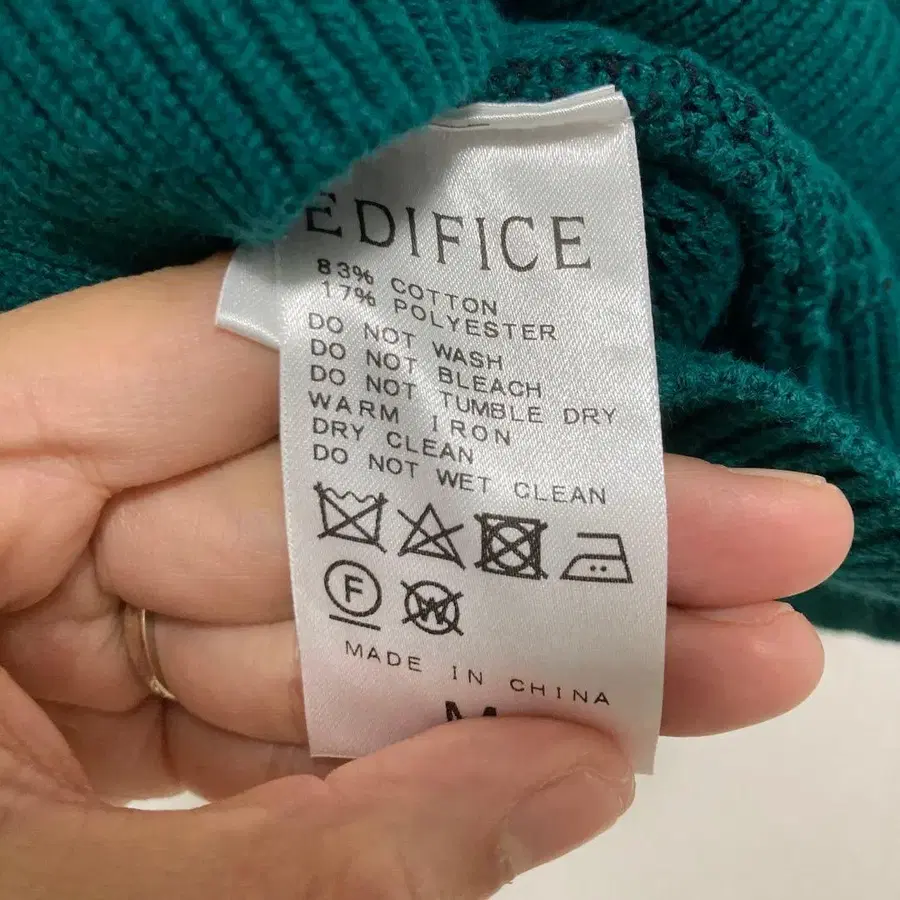 EDIFICE
83% COTTON
17% POLYESTER
DO NOT WASH
DO NOT BLEACH
DO NOT TUMBLE DRY
WARM IRON
DRY CLEAN
DO NOT WET CLEAN
F W
MADE IN CHINA
M